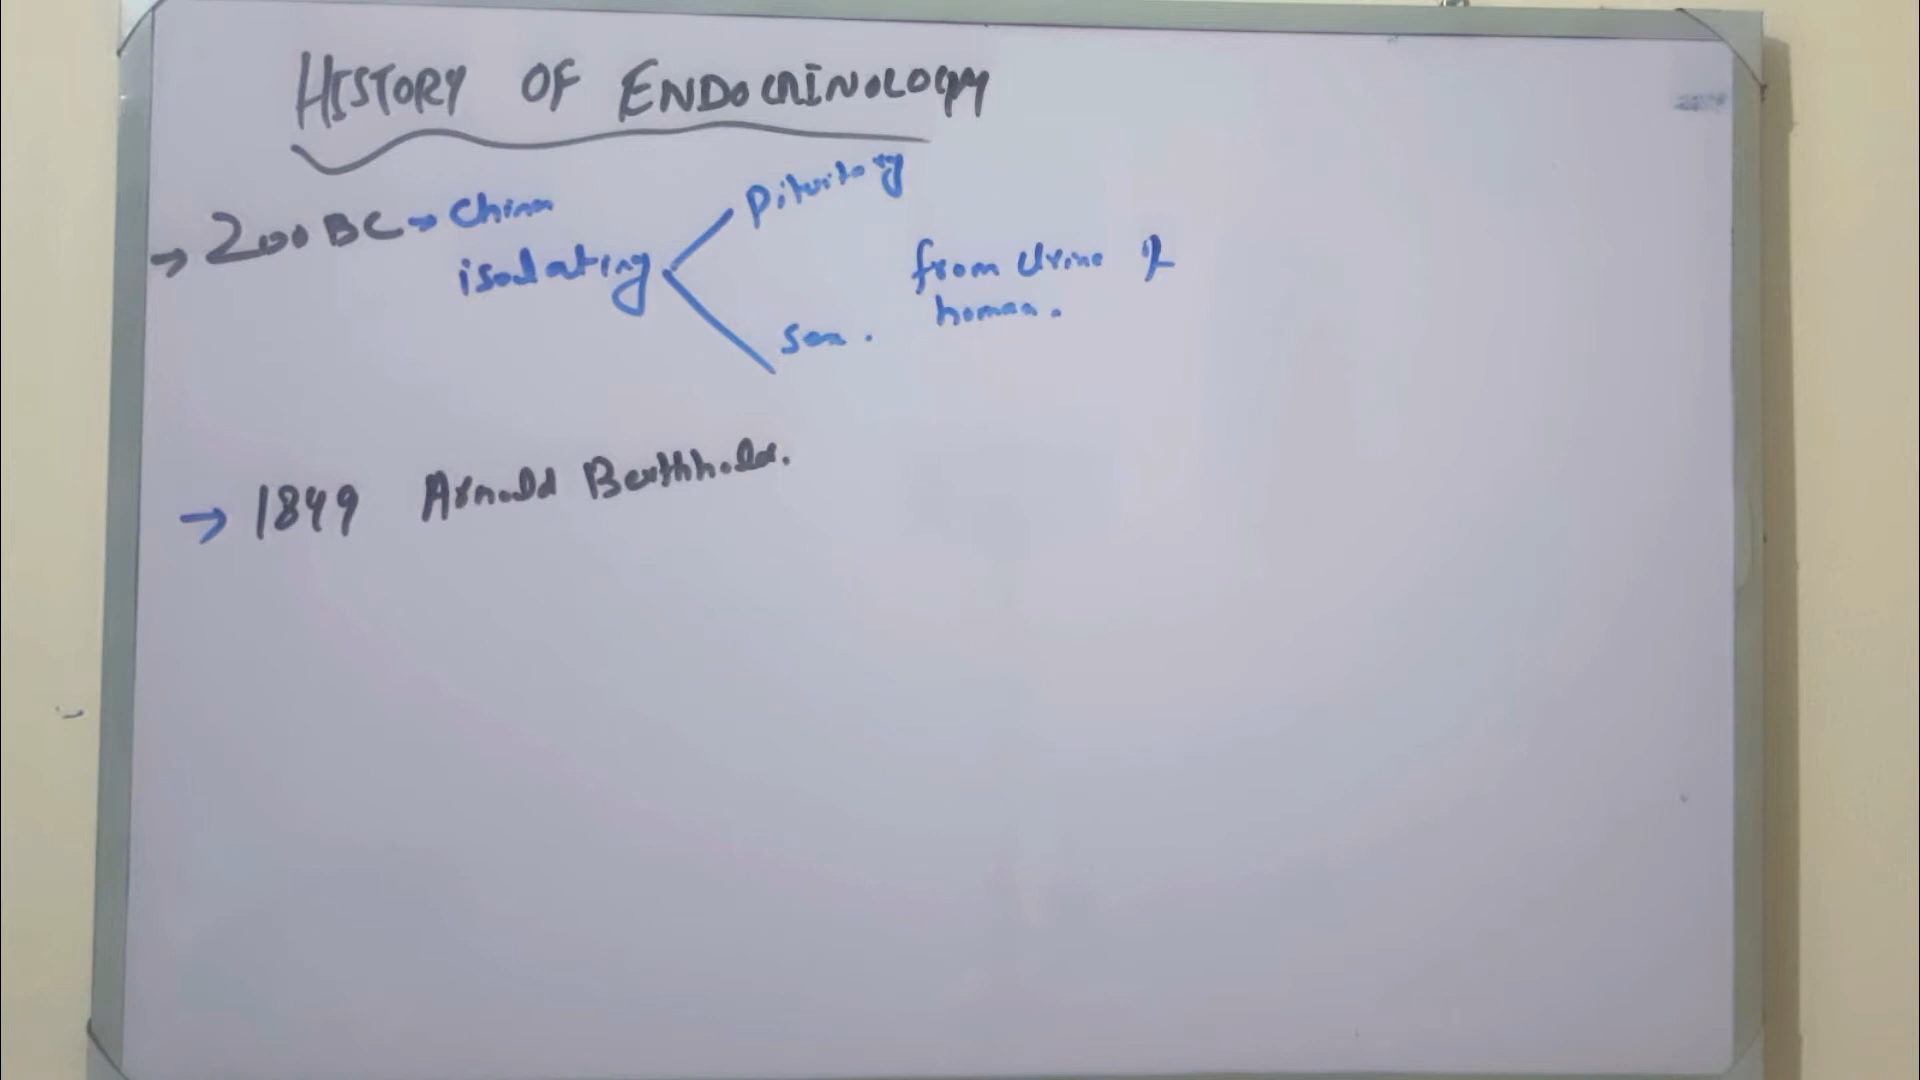 HISTORY OF ENDOCRINOLOGY
→ 200 BC → China
isolating
Pituitary
sex.
from Urine of
human.
→ 1849 Arnold Berthhold.